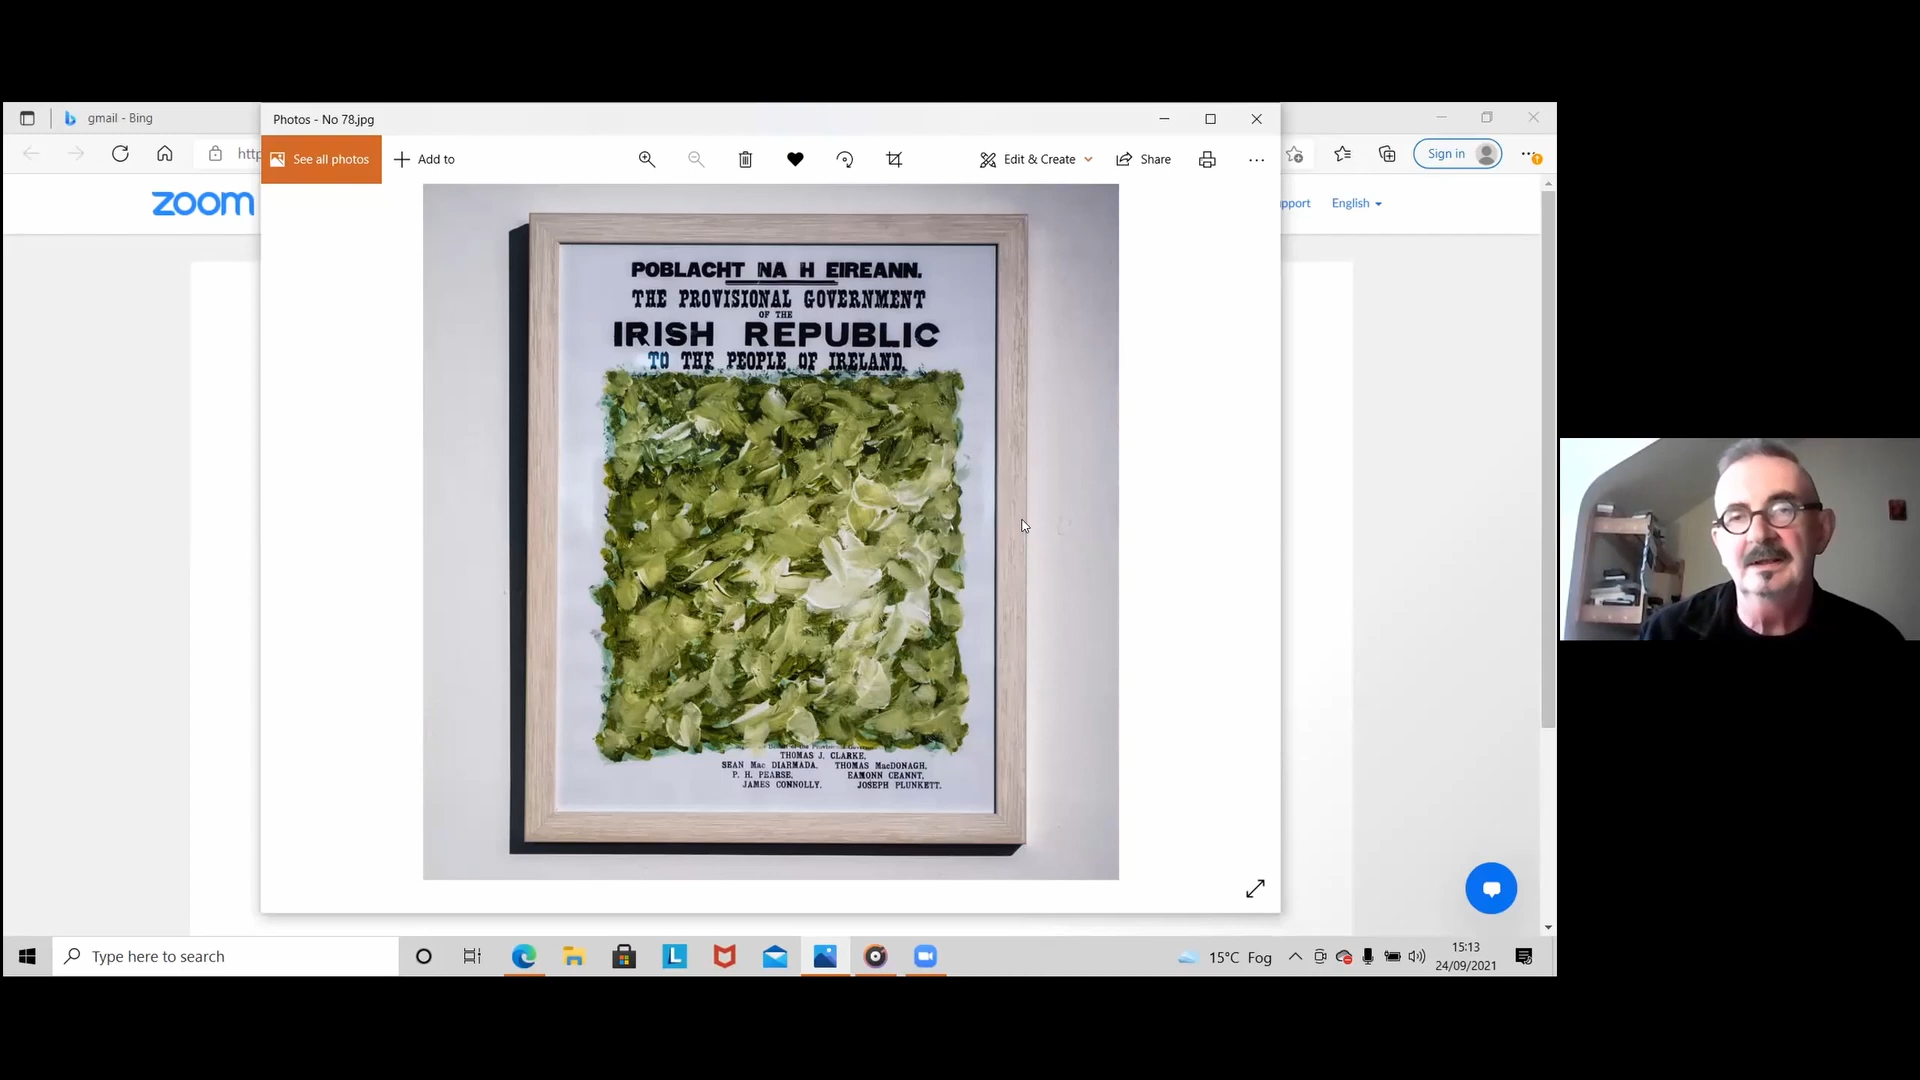 gmail - Bing
Photos - No 78.jpg
See all photos
Add to
Edit & Create
Share
Sign in
zoom
English
POBLACHT NA H EIREANN.
THE PROVISIONAL GOVERNMENT
OF THE
IRISH REPUBLIC
TO THE PEOPLE OF IRELAND.
THOMAS J. CLARKE,
SEAN Mac DIARMADA, THOMAS MacDONAGH,
P. H. PEARSE, EAMONN CEANNT,
JAMES CONNOLLY. JOSEPH PLUNKETT.
Type here to search
15°C Fog
15:13
24/09/2021